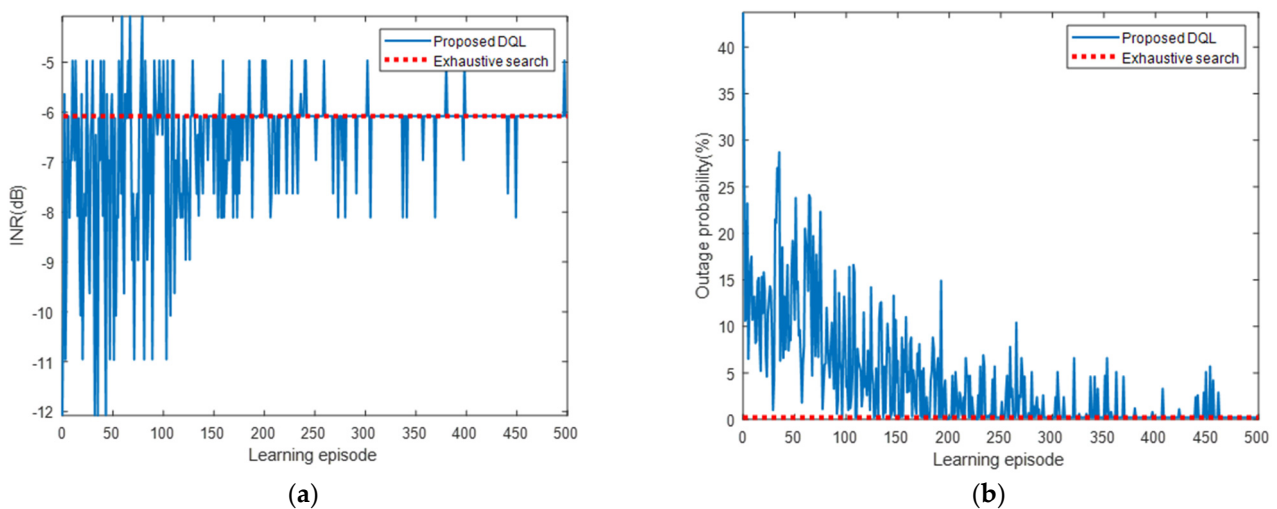 Proposed DQL
Exhaustive search
INR(dB)
-5
-6
-7
-8
-9
-10
-11
-12
0 50 100 150 200 250 300 350 400 450 500
Learning episode
(a)
Proposed DQL
Exhaustive search
Outage probability(%)
40
35
30
25
20
15
10
5
0
0 50 100 150 200 250 300 350 400 450 500
Learning episode
(b)